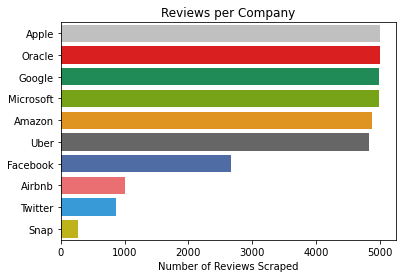 Reviews per Company
Apple
Oracle
Google
Microsoft
Amazon
Uber
Facebook
Airbnb
Twitter
Snap
0 1000 2000 3000 4000 5000
Number of Reviews Scraped